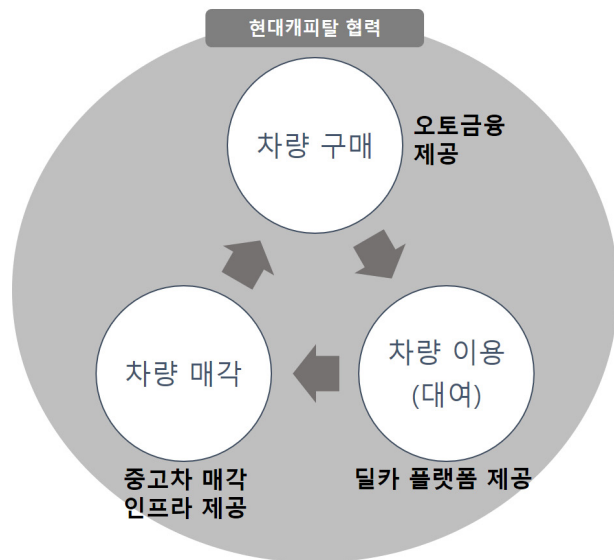 현대캐피탈 협력
차량 구매
오토금융
제공
차량 이용
(대여)
딜카 플랫폼 제공
차량 매각
중고차 매각
인프라 제공